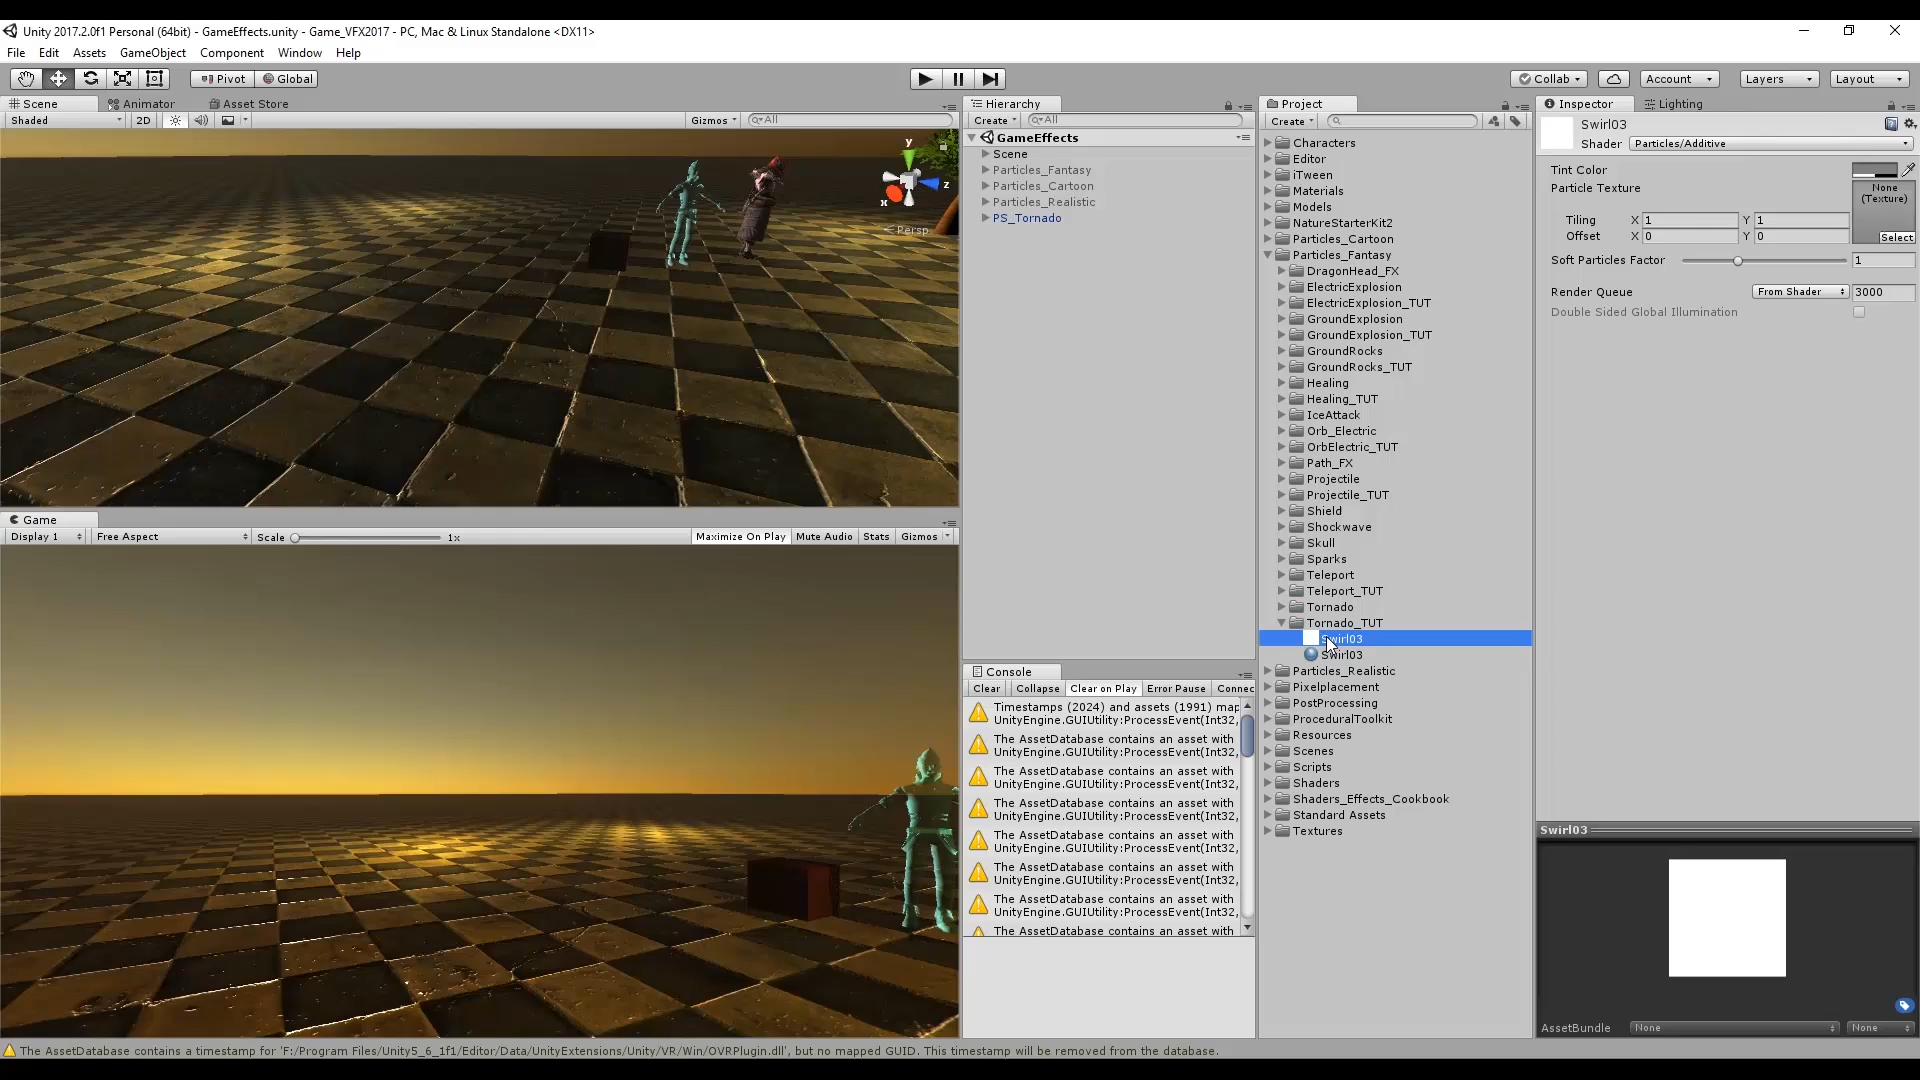 Unity 2017.2.0f1 Personal (64bit) - GameEffects.unity - Game_VFX2017 - PC, Mac & Linux Standalone <DX11>
File Edit Assets GameObject Component Window Help
Pivot Global
Collab Account Layers Layout
Scene Animator Asset Store
Shaded 2D Gizmos All
y
z
x
Persp
Game
Display 1 Free Aspect Scale 1x Maximize On Play Mute Audio Stats Gizmos
Hierarchy
Create All
GameEffects
Scene
Particles_Fantasy
Particles_Cartoon
Particles_Realistic
PS_Tornado
Console
Clear Collapse Clear on Play Error Pause Connec
Timestamps (2024) and assets (1991) map
UnityEngine.GUIUtility:ProcessEvent(Int32,
The AssetDatabase contains an asset with
UnityEngine.GUIUtility:ProcessEvent(Int32,
The AssetDatabase contains an asset with
UnityEngine.GUIUtility:ProcessEvent(Int32,
The AssetDatabase contains an asset with
UnityEngine.GUIUtility:ProcessEvent(Int32,
The AssetDatabase contains an asset with
UnityEngine.GUIUtility:ProcessEvent(Int32,
The AssetDatabase contains an asset with
UnityEngine.GUIUtility:ProcessEvent(Int32,
The AssetDatabase contains an asset with
UnityEngine.GUIUtility:ProcessEvent(Int32,
The AssetDatabase contains an asset with
Project
Create
Characters
Editor
iTween
Materials
Models
NatureStarterKit2
Particles_Cartoon
Particles_Fantasy
DragonHead_FX
ElectricExplosion
ElectricExplosion_TUT
GroundExplosion
GroundExplosion_TUT
GroundRocks
GroundRocks_TUT
Healing
Healing_TUT
IceAttack
Orb_Electric
OrbElectric_TUT
Path_FX
Projectile
Projectile_TUT
Shield
Shockwave
Skull
Sparks
Teleport
Teleport_TUT
Tornado
Tornado_TUT
Swirl03
Swirl03
Particles_Realistic
Pixelplacement
PostProcessing
ProceduralToolkit
Resources
Scenes
Scripts
Shaders
Shaders_Effects_Cookbook
Standard Assets
Textures
Inspector Lighting
Swirl03
Shader Particles/Additive
Tint Color
Particle Texture
None
(Texture)
Select
Tiling X 1 Y 1
Offset X 0 Y 0
Soft Particles Factor 1
Render Queue From Shader 3000
Double Sided Global Illumination
Swirl03
AssetBundle None None
The AssetDatabase contains a timestamp for 'F:/Program Files/Unity5_6_1f1/Editor/Data/UnityExtensions/Unity/VR/Win/OVRPlugin.dll', but no mapped GUID. This timestamp will be removed from the database.